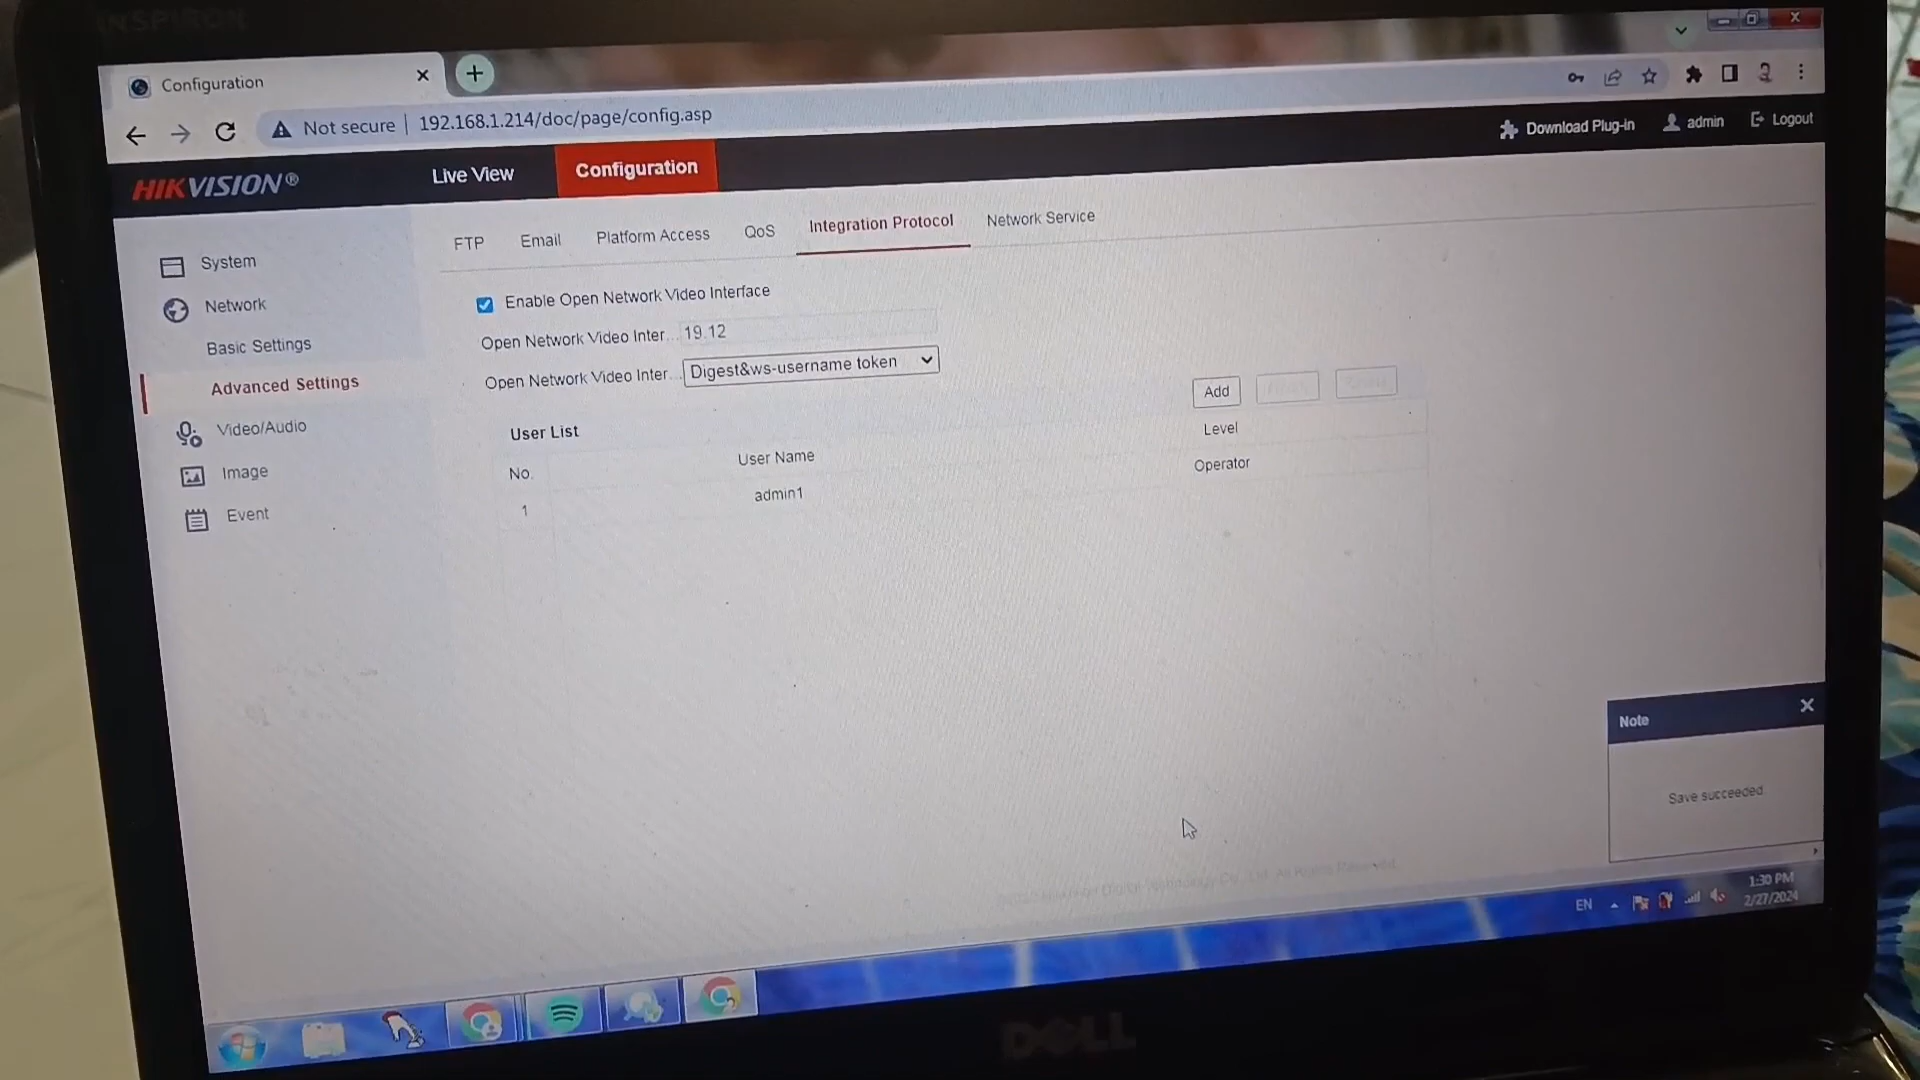 INSPIRON
Configuration
Not secure | 192.168.1.214/doc/page/config.asp
Download Plug-in admin Logout
HIKVISION® Live View Configuration
FTP Email Platform Access QoS Integration Protocol Network Service
System
Network
Basic Settings
Advanced Settings
Video/Audio
Image
Event
Enable Open Network Video Interface
Open Network Video Inter... 19.12
Open Network Video Inter... Digest&ws-username token
Add
User List
No. User Name Level
1 admin1 Operator
Note
Save succeeded.
EN
1:30 PM
2/27/2024
DELL